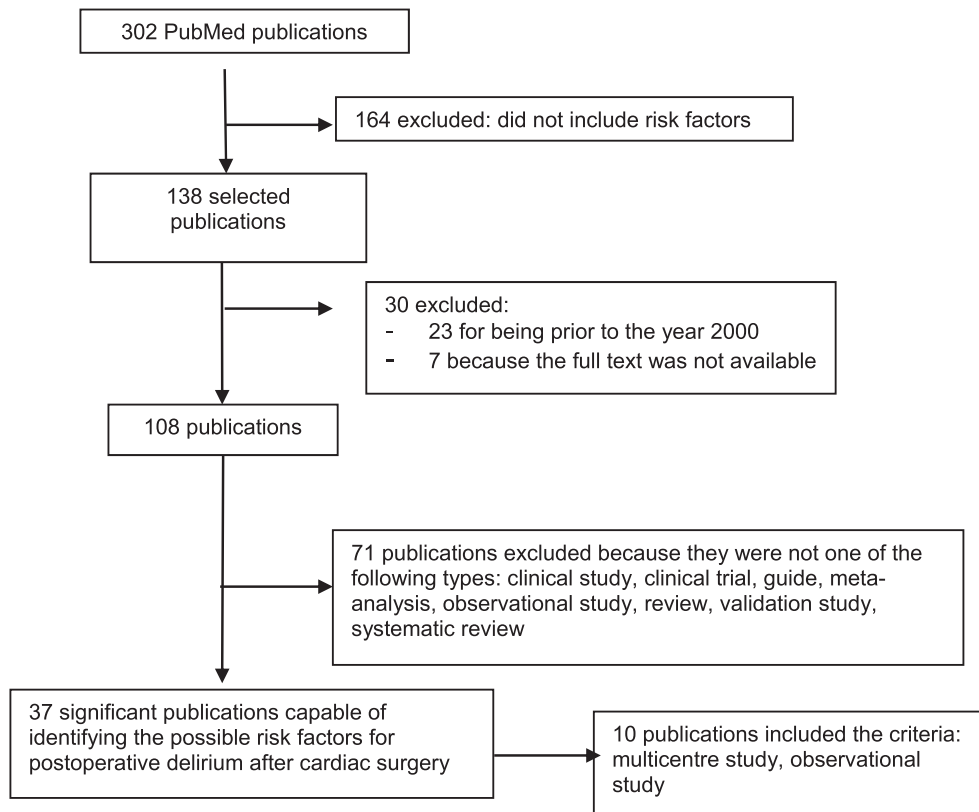 302 PubMed publications
164 excluded: did not include risk factors
138 selected
publications
30 excluded:
- 23 for being prior to the year 2000
- 7 because the full text was not available
108 publications
71 publications excluded because they were not one of the
following types: clinical study, clinical trial, guide, meta-
analysis, observational study, review, validation study,
systematic review
37 significant publications capable of
identifying the possible risk factors for
postoperative delirium after cardiac surgery
10 publications included the criteria:
multicentre study, observational
study